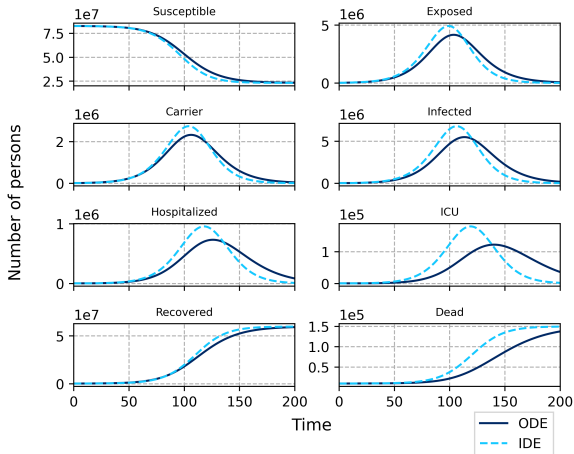 Susceptible
1e7
7.5
5.0
2.5
Exposed
1e6
5
0
Carrier
1e6
2
0
Infected
1e6
5
0
Hospitalized
1e6
1
0
ICU
1e5
1
0
Recovered
1e7
5
0
0 50 100 150 200
Dead
1e5
1.5
1.0
0.5
0 50 100 150 200
Number of persons
Time
ODE
IDE